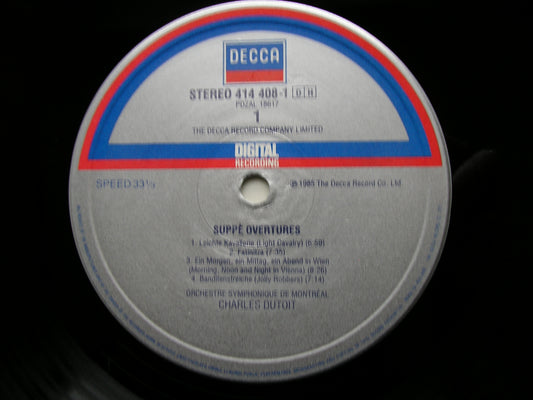 DECCA
STEREO 414 408-1 DH
PDZAL 18617
1
THE DECCA RECORD COMPANY LIMITED
DIGITAL
RECORDING
SPEED 33⅓
℗ 1985 The Decca Record Co. Ltd.
SUPPÉ OVERTURES
1. Leichte Kavallerie (Light Cavalry) (6:59)
2. Fatinitza (7:35)
3. Ein Morgen, ein Mittag, ein Abend in Wien
(Morning, Noon and Night in Vienna) (8:26)
4. Banditenstreiche (Jolly Robbers) (7:14)
ORCHESTRE SYMPHONIQUE DE MONTRÉAL
CHARLES DUTOIT